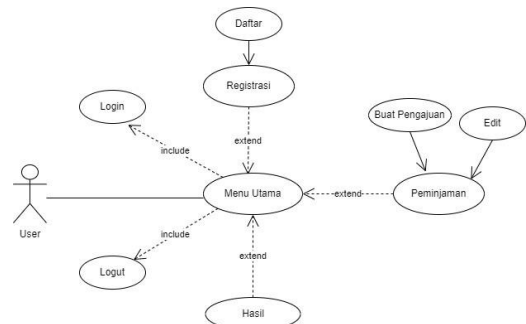 Daftar
Registrasi
Login
Buat Pengajuan
Edit
extend
include
Menu Utama
extend
Peminjaman
User
include
extend
Logut
Hasil